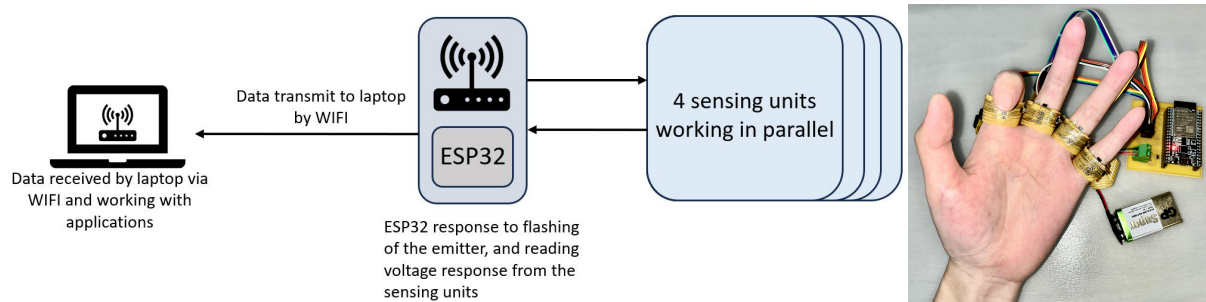 Data transmit to laptop
by WIFI
Data received by laptop via
WIFI and working with
applications
ESP32
ESP32 response to flashing
of the emitter, and reading
voltage response from the
sensing units
4 sensing units
working in parallel
GP
Super